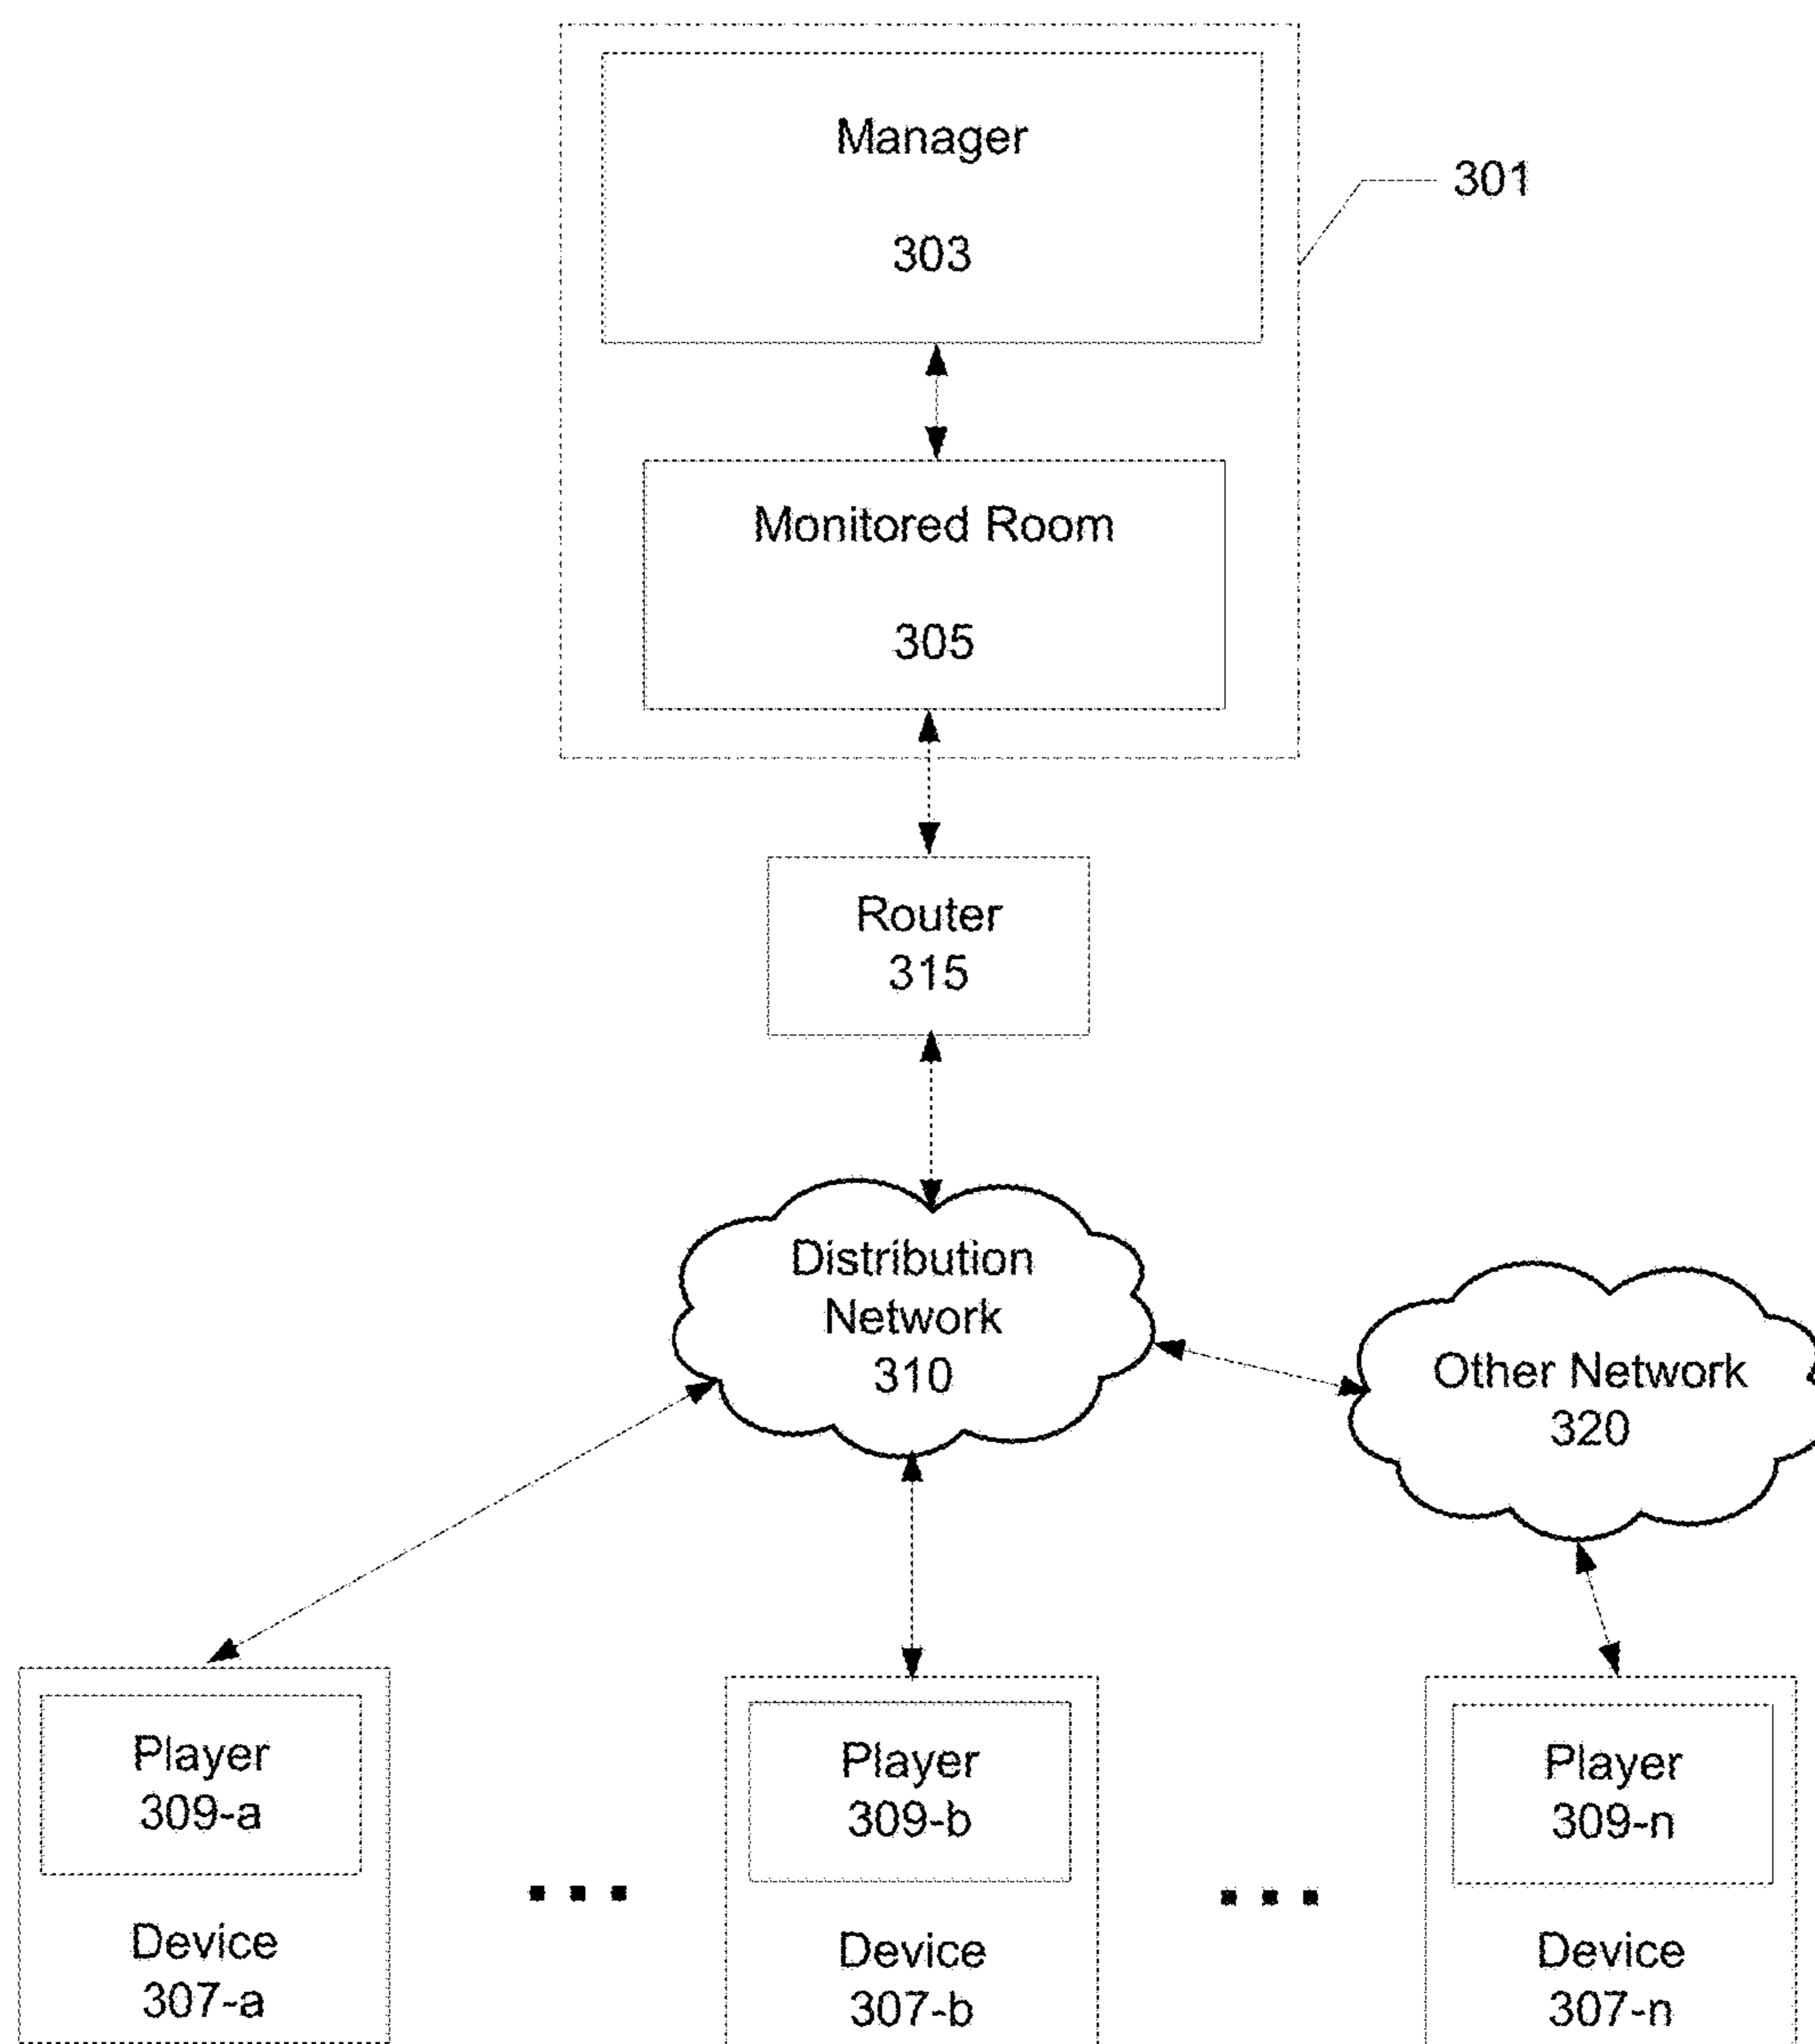 Manager
303
301
Monitored Room
305
Router
315
Distribution
Network
310
Other Network
320
Player
309-a
Device
307-a
Player
309-b
Device
307-b
Player
309-n
Device
307-n